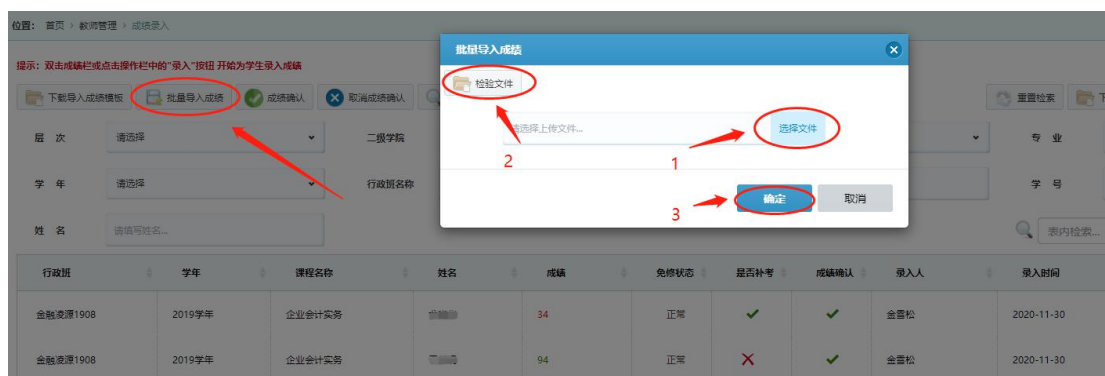 位置: 首页 > 教师管理 > 成绩录入
提示: 双击成绩栏或点击操作栏中的"录入"按钮 开始为学生录入成绩
下载导入成绩模板 批量导入成绩 成绩确认 取消成绩确认 重置检索
层 次 请选择 二级学院 专 业
学 年 请选择 行政班名称 学 号
姓 名 请填写姓名... 表内检索...
批量导入成绩
检验文件
请选择上传文件... 选择文件
2 1
确定 取消
3
行政班 学年 课程名称 姓名 成绩 免修状态 是否补考 成绩确认 录入人 录入时间
金融凌源1908 2019学年 企业会计实务 34 正常 金雪松 2020-11-30
金融凌源1908 2019学年 企业会计实务 94 正常 金雪松 2020-11-30